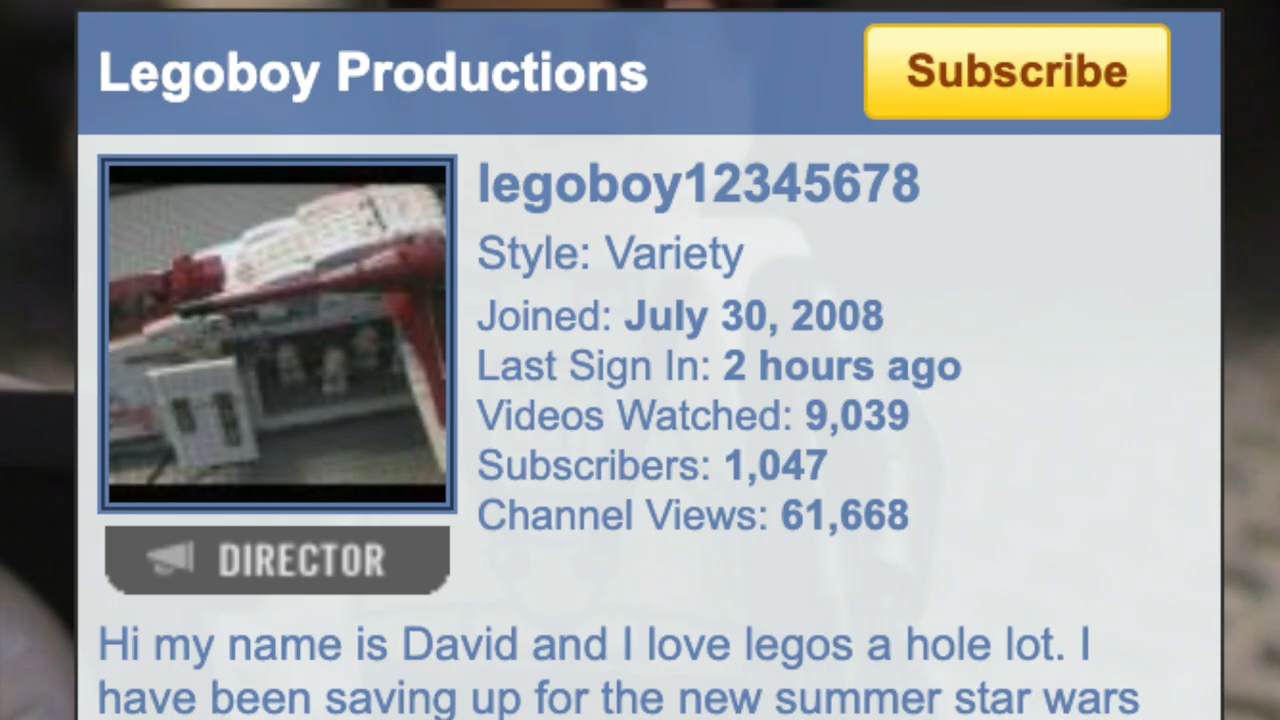 Legoboy Productions
Subscribe
legoboy12345678
Style: Variety
Joined: July 30, 2008
Last Sign In: 2 hours ago
Videos Watched: 9,039
Subscribers: 1,047
Channel Views: 61,668
DIRECTOR
Hi my name is David and I love legos a hole lot. I
have been saving up for the new summer star wars